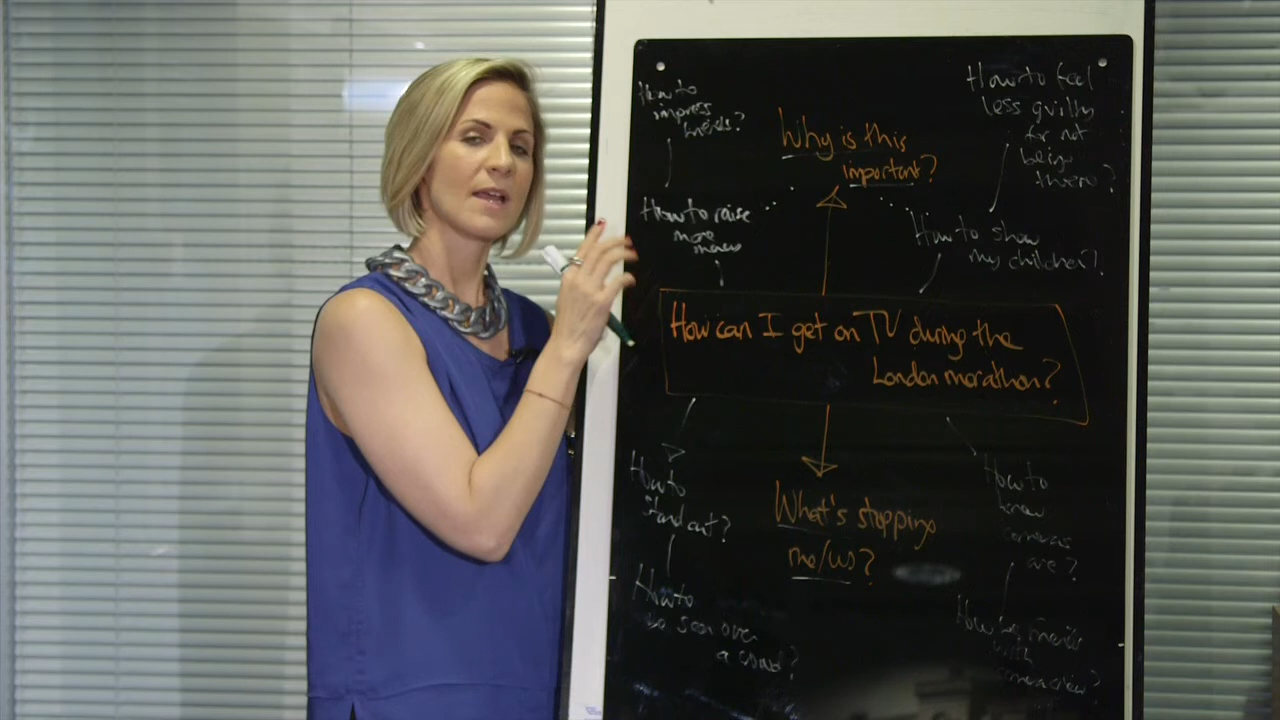 How to
impress
friends?
Why is this
important?
How to feel
less guilty
for not
being
there?
How to raise
more
money
How to show
my children?
How can I get on TV during the
London marathon?
How to
stand out?
What's stopping
me/us?
How to
know
cameras
are?
How to
be seen over
a crowd?
How
friends
with
camera crew?